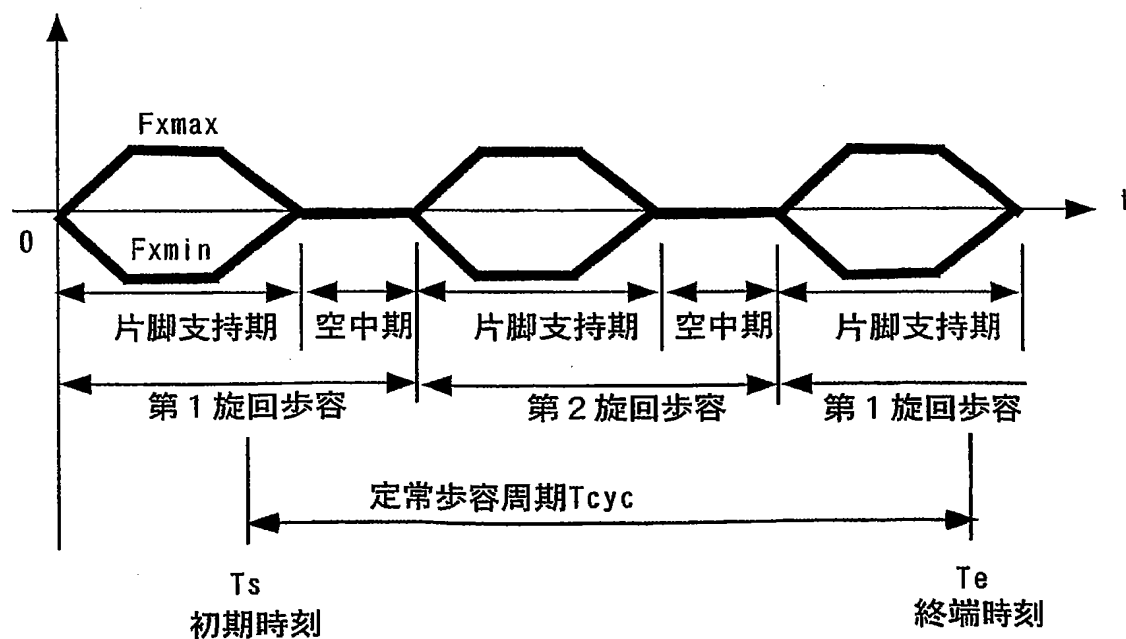 Fxmax
t
0
Fxmin
片脚支持期 空中期 片脚支持期 空中期 片脚支持期
第1旋回歩容 第2旋回歩容 第1旋回歩容
定常歩容周期Tcyc
Ts
初期時刻
Te
終端時刻